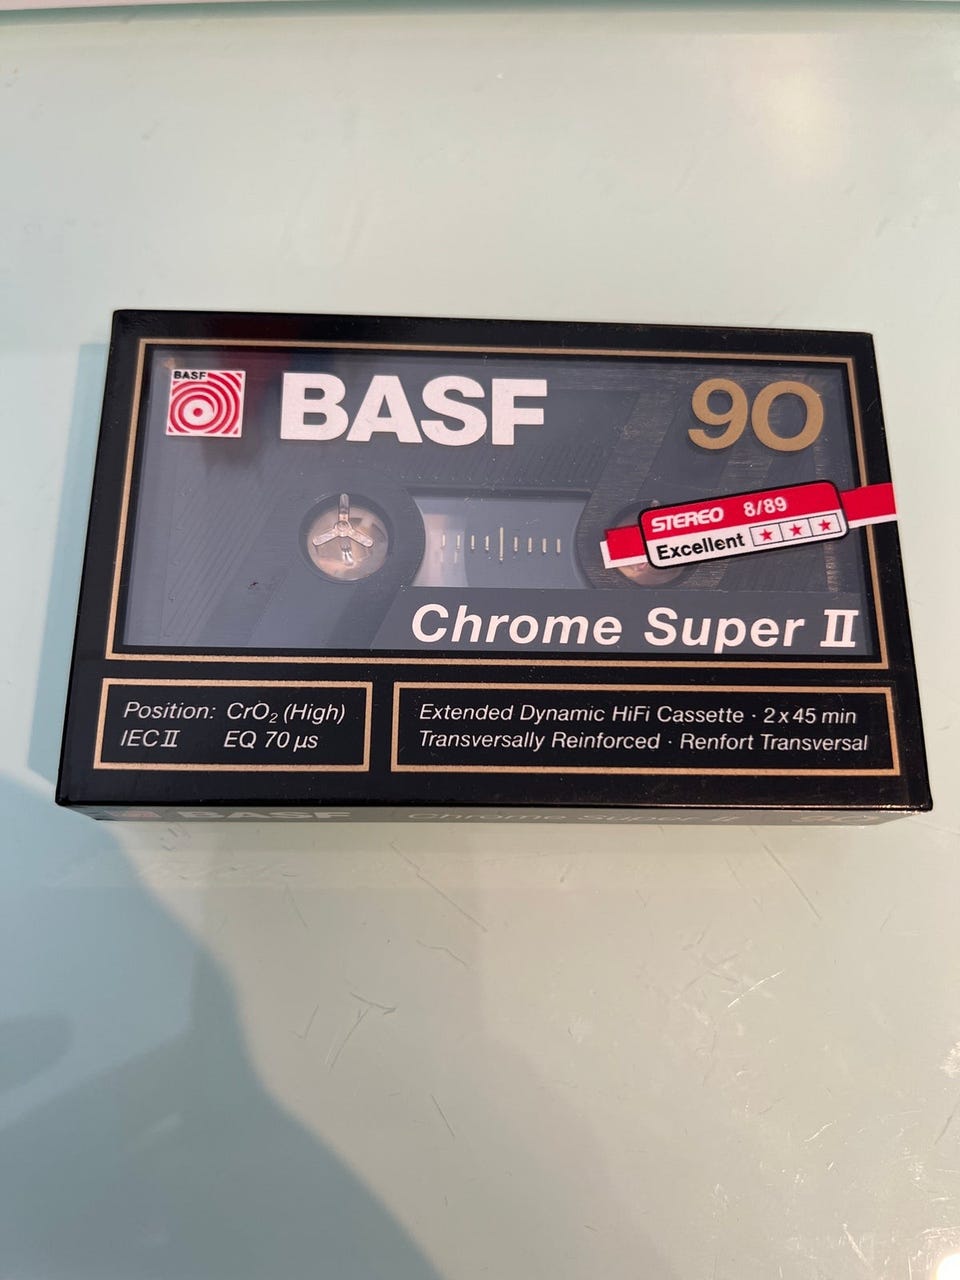 BASF
BASF 90
STEREO 8/89
Excellent
Chrome Super II
Position: CrO₂ (High)
IEC II EQ 70 µs
Extended Dynamic HiFi Cassette · 2 x 45 min
Transversally Reinforced · Renfort Transversal
BASF Chrome Super II 90